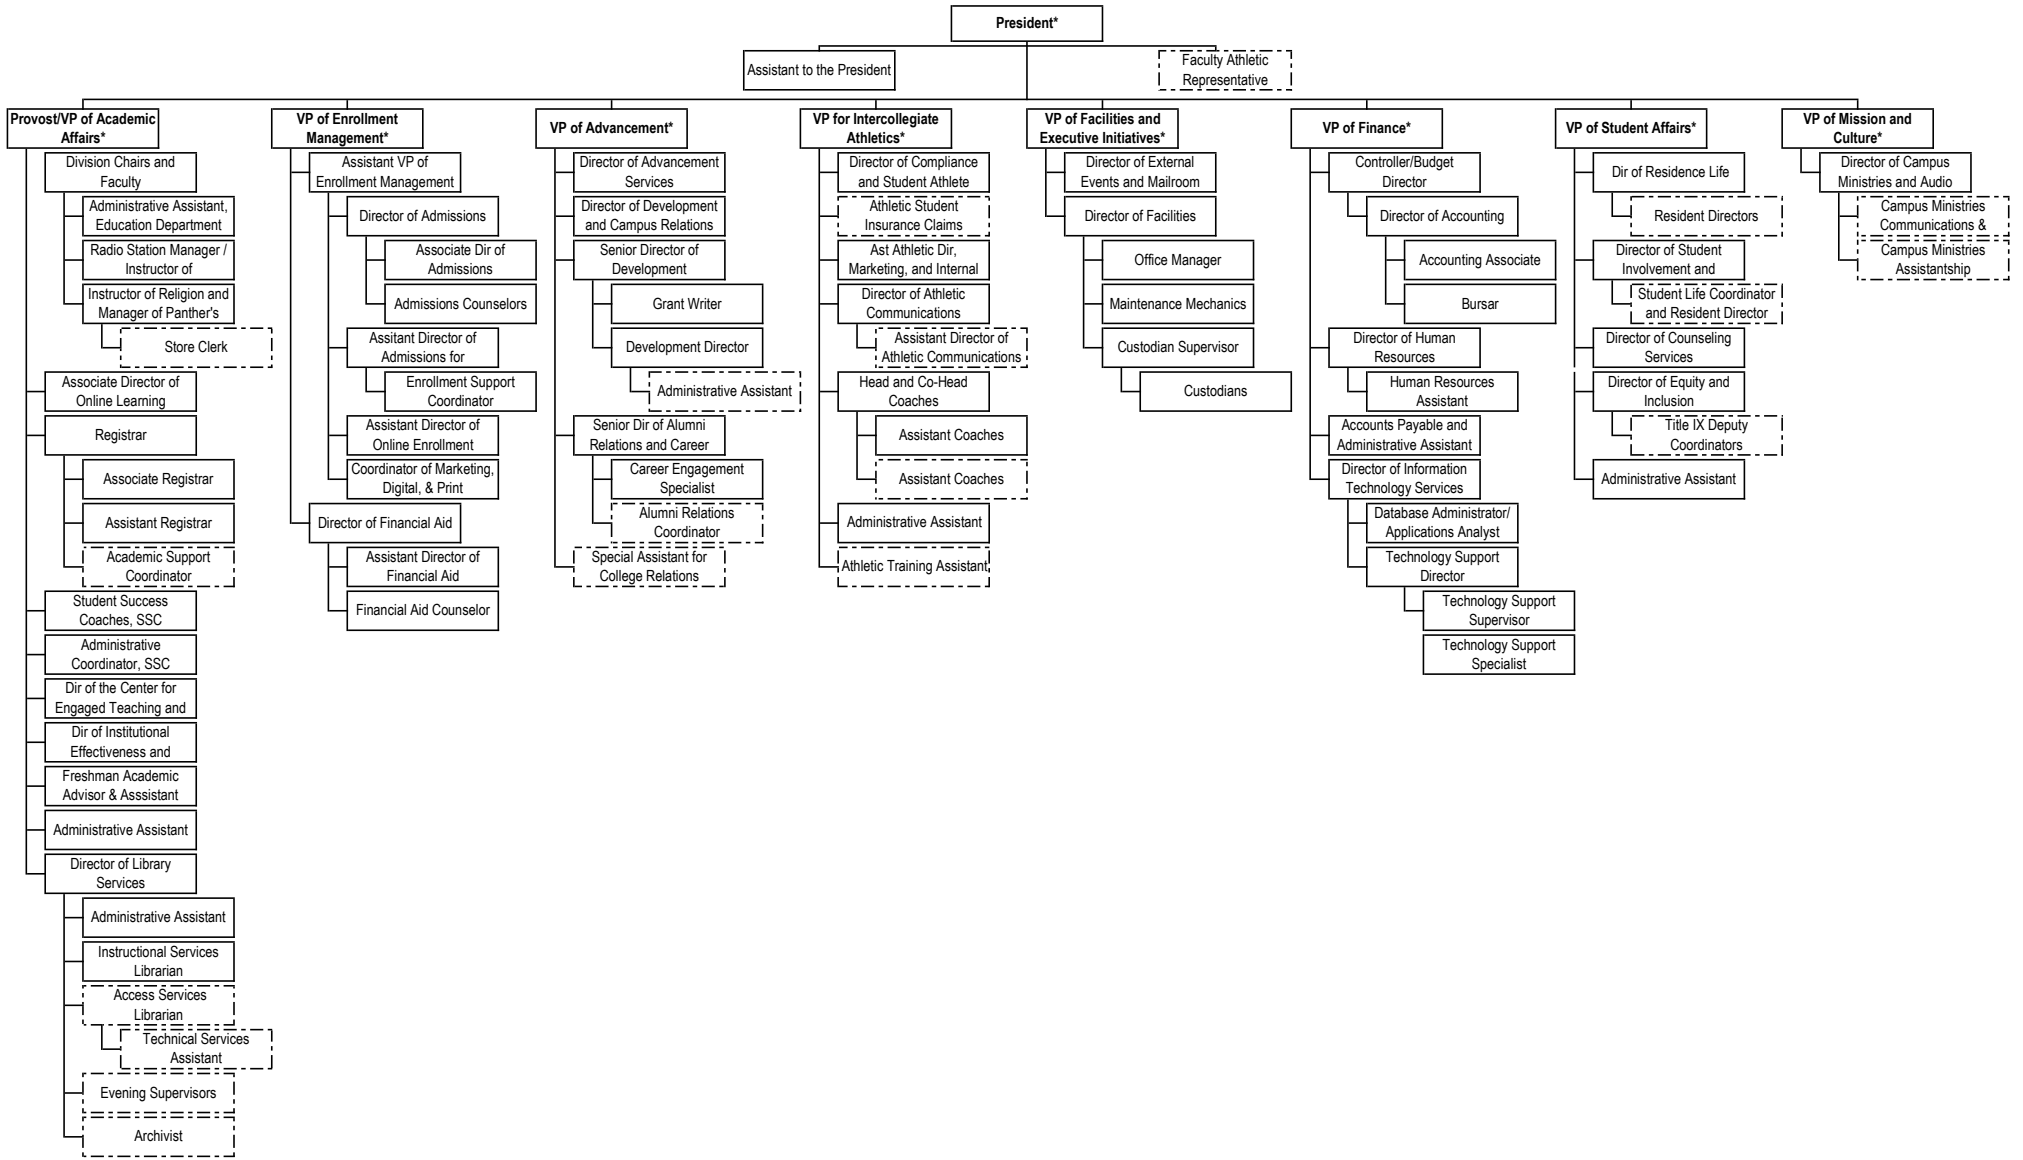 President*
Assistant to the President
Faculty Athletic
Representative
Provost/VP of Academic
Affairs*
Division Chairs and
Faculty
Administrative Assistant,
Education Department
Radio Station Manager /
Instructor of
Instructor of Religion and
Manager of Panther's
Store Clerk
Associate Director of
Online Learning
Registrar
Associate Registrar
Assistant Registrar
Academic Support
Coordinator
Student Success
Coaches, SSC
Administrative
Coordinator, SSC
Dir of the Center for
Engaged Teaching and
Dir of Institutional
Effectiveness and
Freshman Academic
Advisor & Asssistant
Administrative Assistant
Director of Library
Services
Administrative Assistant
Instructional Services
Librarian
Access Services
Librarian
Technical Services
Assistant
Evening Supervisors
Archivist
VP of Enrollment
Management*
Assistant VP of
Enrollment Management
Director of Admissions
Associate Dir of
Admissions
Admissions Counselors
Assitant Director of
Admissions for
Enrollment Support
Coordinator
Assistant Director of
Online Enrollment
Coordinator of Marketing,
Digital, & Print
Director of Financial Aid
Assistant Director of
Financial Aid
Financial Aid Counselor
VP of Advancement*
Director of Advancement
Services
Director of Development
and Campus Relations
Senior Director of
Development
Grant Writer
Development Director
Administrative Assistant
Senior Dir of Alumni
Relations and Career
Career Engagement
Specialist
Alumni Relations
Coordinator
Special Assistant for
College Relations
VP for Intercollegiate
Athletics*
Director of Compliance
and Student Athlete
Athletic Student
Insurance Claims
Ast Athletic Dir,
Marketing, and Internal
Director of Athletic
Communications
Assistant Director of
Athletic Communications
Head and Co-Head
Coaches
Assistant Coaches
Assistant Coaches
Administrative Assistant
Athletic Training Assistant
VP of Facilities and
Executive Initiatives*
Director of External
Events and Mailroom
Director of Facilities
Office Manager
Maintenance Mechanics
Custodian Supervisor
Custodians
VP of Finance*
Controller/Budget
Director
Director of Accounting
Accounting Associate
Bursar
Director of Human
Resources
Human Resources
Assistant
Accounts Payable and
Administrative Assistant
Director of Information
Technology Services
Database Administrator/
Applications Analyst
Technology Support
Director
Technology Support
Supervisor
Technology Support
Specialist
VP of Student Affairs*
Dir of Residence Life
Resident Directors
Director of Student
Involvement and
Student Life Coordinator
and Resident Director
Director of Counseling
Services
Director of Equity and
Inclusion
Title IX Deputy
Coordinators
Administrative Assistant
VP of Mission and
Culture*
Director of Campus
Ministries and Audio
Campus Ministries
Communications &
Campus Ministries
Assistantship